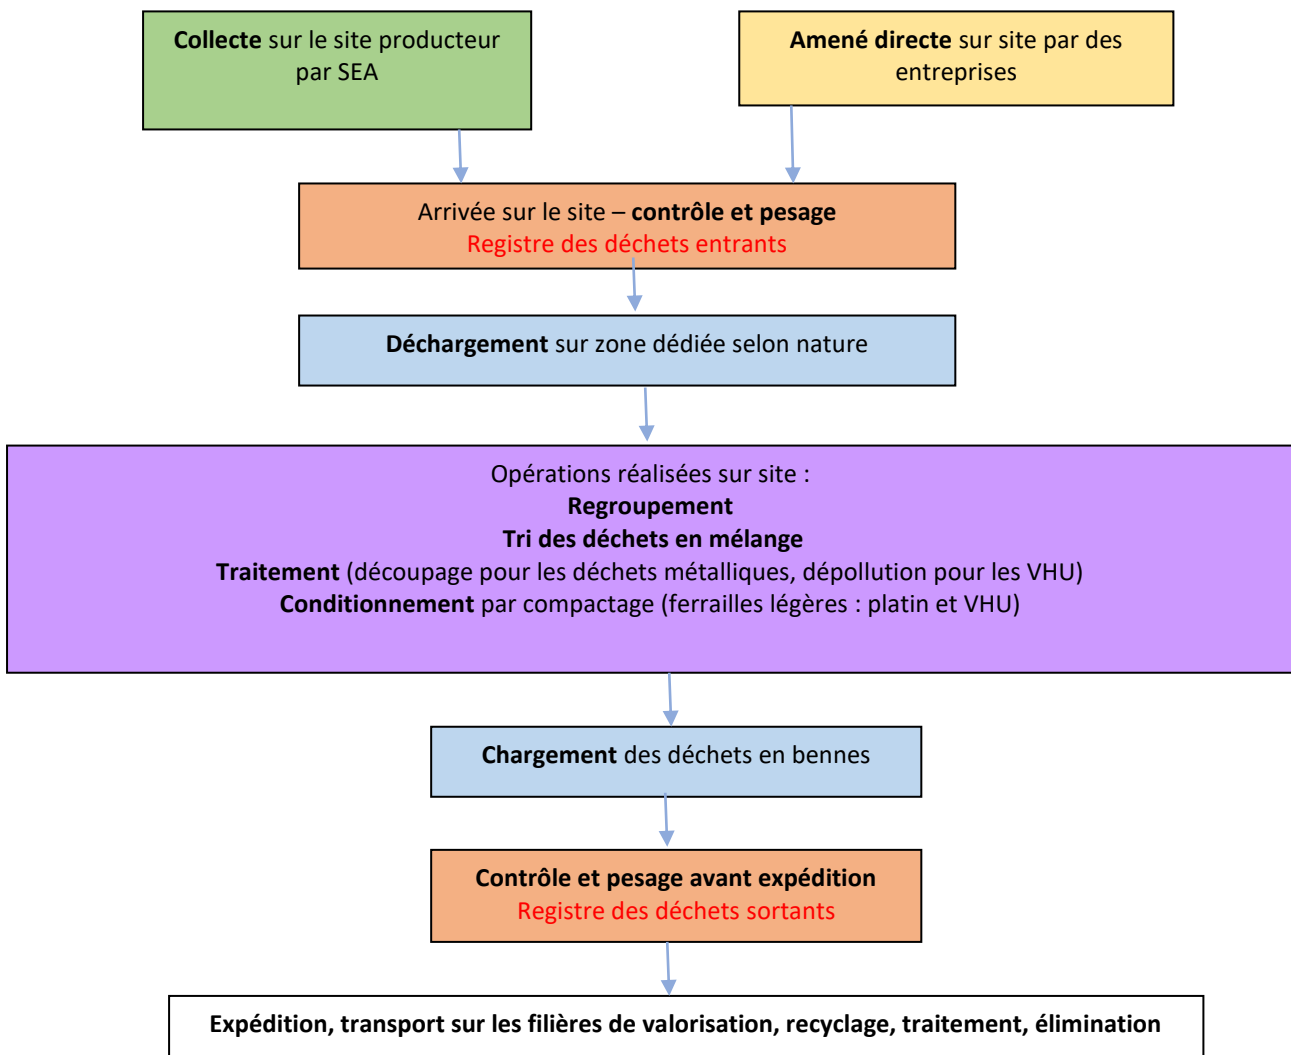 Collecte sur le site producteur
par SEA
Amené directe sur site par des
entreprises
Arrivée sur le site – contrôle et pesage
Registre des déchets entrants
Déchargement sur zone dédiée selon nature
Opérations réalisées sur site :
Regroupement
Tri des déchets en mélange
Traitement (découpage pour les déchets métalliques, dépollution pour les VHU)
Conditionnement par compactage (ferrailles légères : platin et VHU)
Chargement des déchets en bennes
Contrôle et pesage avant expédition
Registre des déchets sortants
Expédition, transport sur les filières de valorisation, recyclage, traitement, élimination